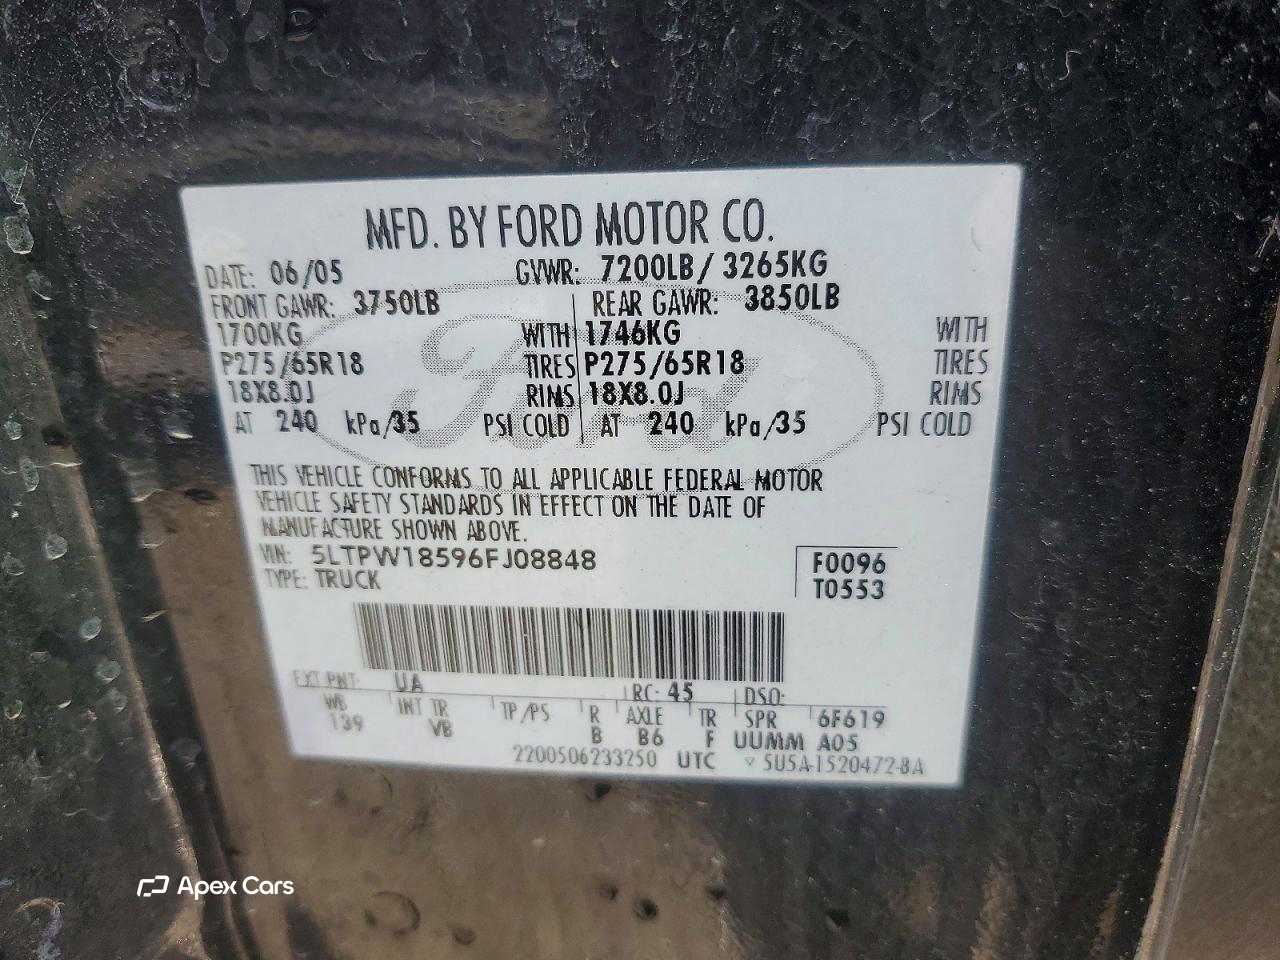 MFD. BY FORD MOTOR CO.
DATE: 06/05 GVWR: 7200LB/ 3265KG
FRONT GAWR: 3750LB REAR GAWR: 3850LB
1700KG WITH 1746KG WITH
P275/65R18 TIRES P275/65R18 TIRES
18X8.0J RIMS 18X8.0J RIMS
AT 240 kPa/35 PSI COLD AT 240 kPa/35 PSI COLD
Ford
THIS VEHICLE CONFORMS TO ALL APPLICABLE FEDERAL MOTOR
VEHICLE SAFETY STANDARDS IN EFFECT ON THE DATE OF
MANUFACTURE SHOWN ABOVE.
VIN: 5LTPW18596FJ08848 F0096
TYPE: TRUCK T0553
EXT PNT: UA RC: 45 DSO:
WB INT TR TP/PS R AXLE TR SPR 6F619
139 VB B B6 F UUMM A05
2200506233250 UTC ▽ 5U5A-1520472-BA
Apex Cars